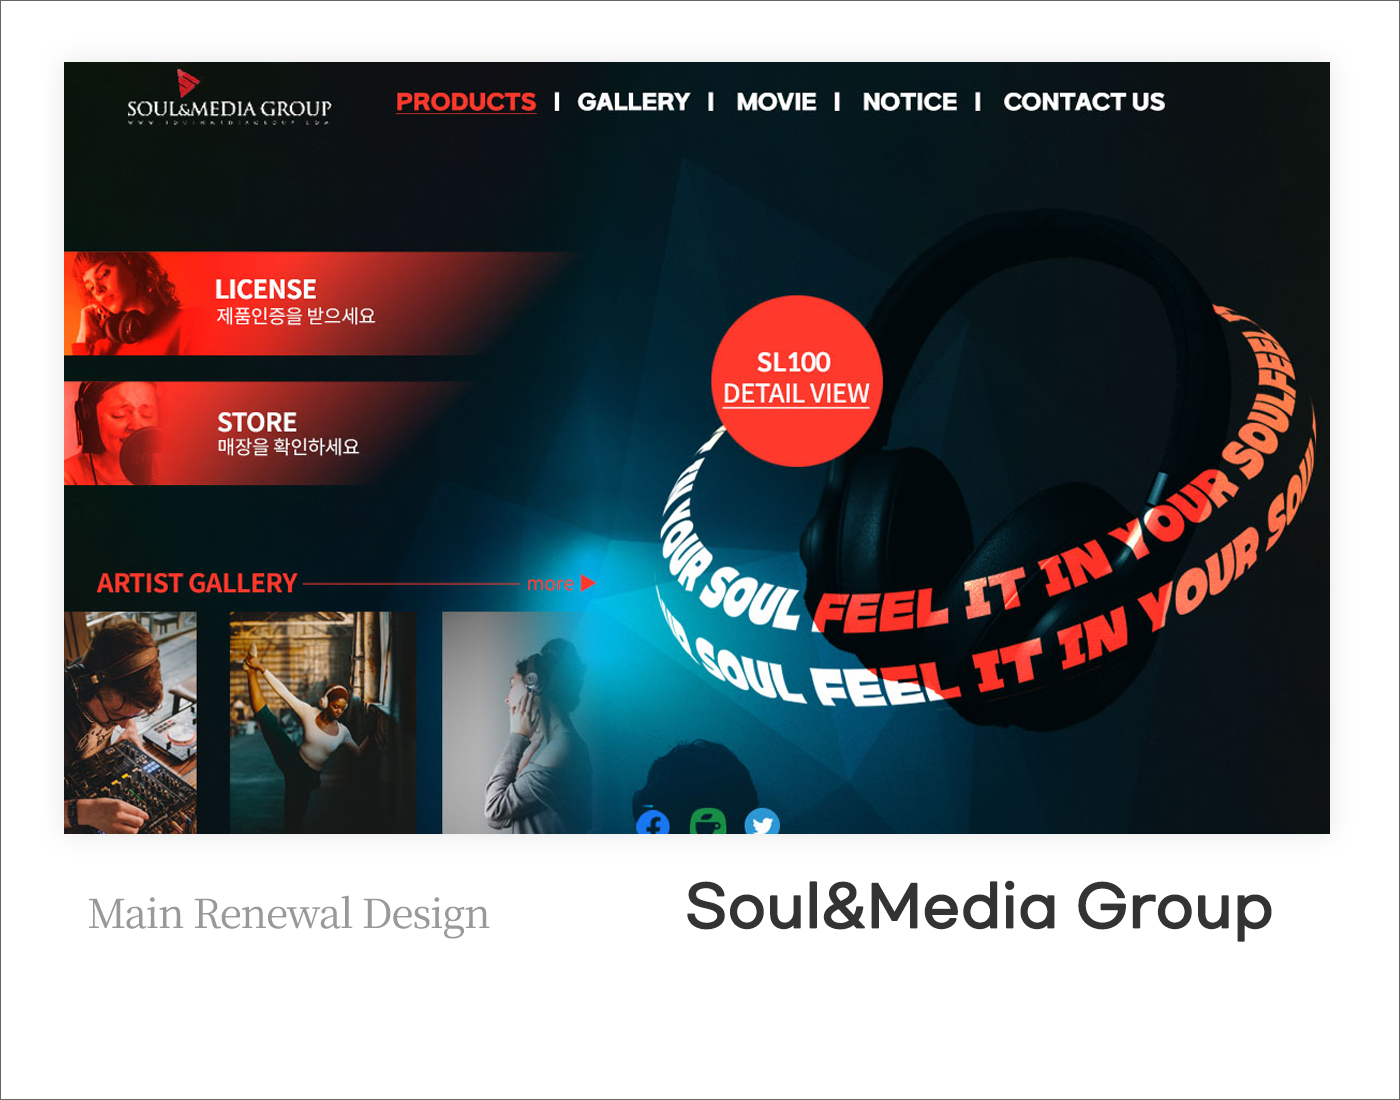 SOUL&MEDIA GROUP
PRODUCTS | GALLERY | MOVIE | NOTICE | CONTACT US
LICENSE
제품인증을 받으세요
STORE
매장을 확인하세요
SL100
DETAIL VIEW
IN YOUR SOUL FEEL IT IN YOUR SOULFEEL
SOUL FEEL IT IN YOUR SOUL
ARTIST GALLERY
more
Main Renewal Design
Soul&Media Group